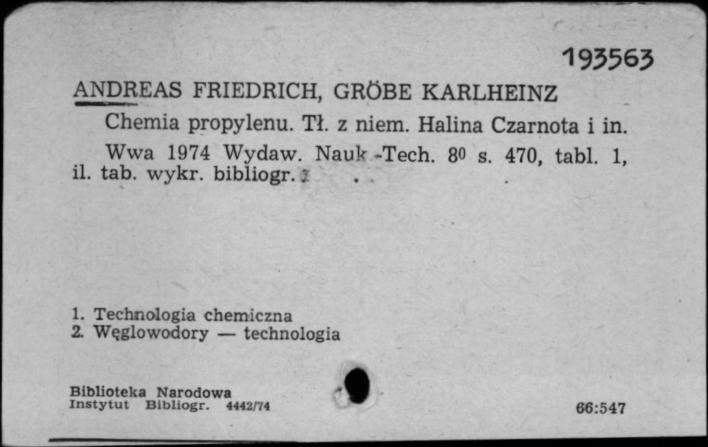 193563
ANDREAS FRIEDRICH, GRÖBE KARLHEINZ
Chemia propylenu. Tł. z niem. Halina Czarnota i in.
Wwa 1974 Wydaw. Nauk-Tech. 8⁰ s. 470, tabl. 1,
il. tab. wykr. bibliogr.
1. Technologia chemiczna
2. Węglowodory — technologia
Biblioteka Narodowa
Instytut Bibliogr. 4442/74
66:547